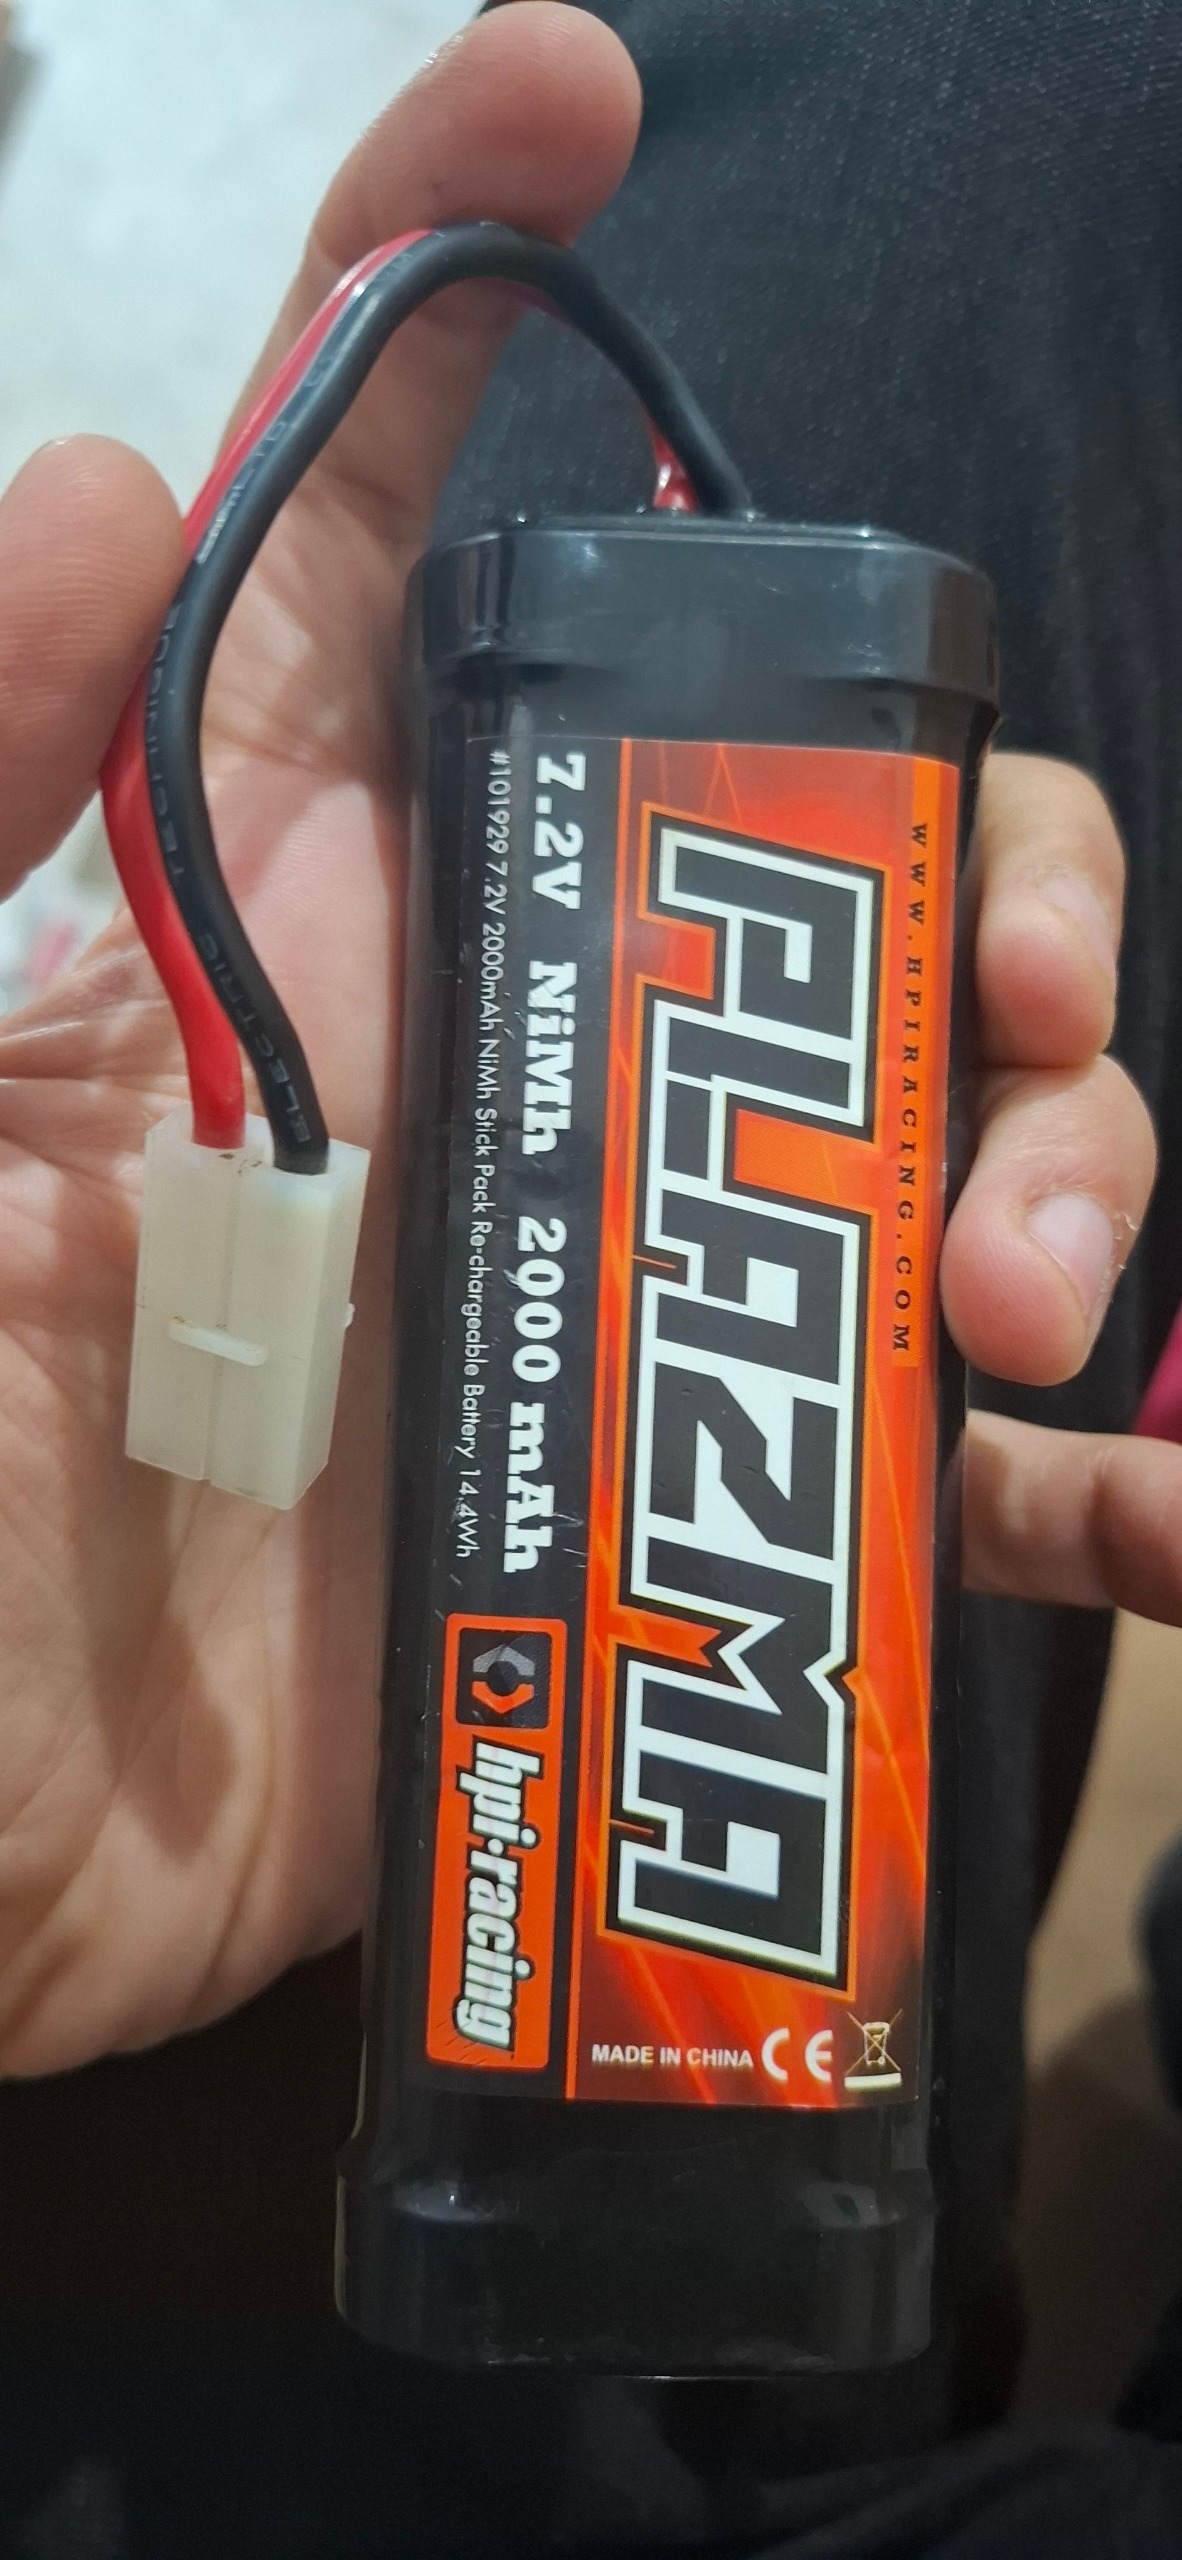 WWW.HPIRACING.COM
PLAZMA
MADE IN CHINA CE
7.2V NiMh 2000 mAh
#101929 7.2V 2000mAh NiMh Stick Pack Re-chargeable Battery 14.4Wh
hpi·racing
ELECTRIC